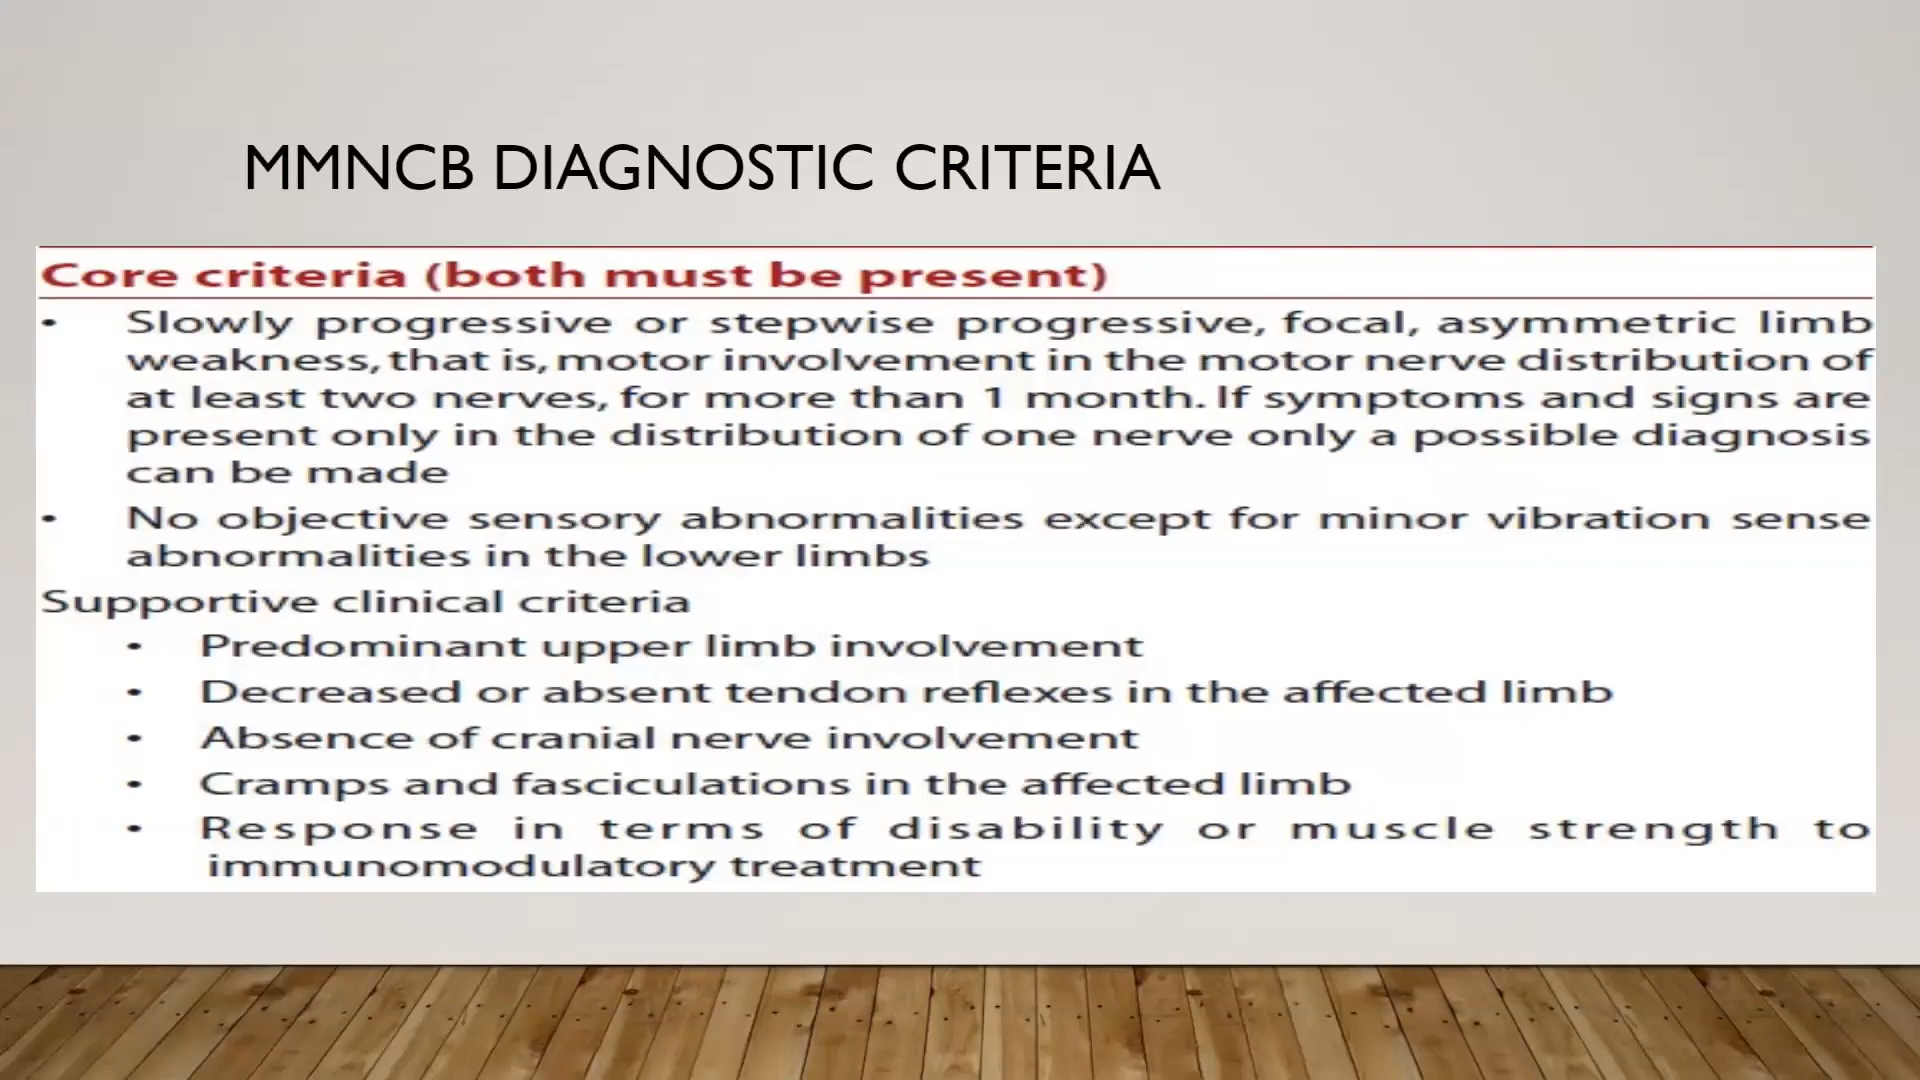 MMNCB DIAGNOSTIC CRITERIA
Core criteria (both must be present)
• Slowly progressive or stepwise progressive, focal, asymmetric limb
weakness, that is, motor involvement in the motor nerve distribution of
at least two nerves, for more than 1 month. If symptoms and signs are
present only in the distribution of one nerve only a possible diagnosis
can be made
• No objective sensory abnormalities except for minor vibration sense
abnormalities in the lower limbs
Supportive clinical criteria
• Predominant upper limb involvement
• Decreased or absent tendon reflexes in the affected limb
• Absence of cranial nerve involvement
• Cramps and fasciculations in the affected limb
• Response in terms of disability or muscle strength to
immunomodulatory treatment